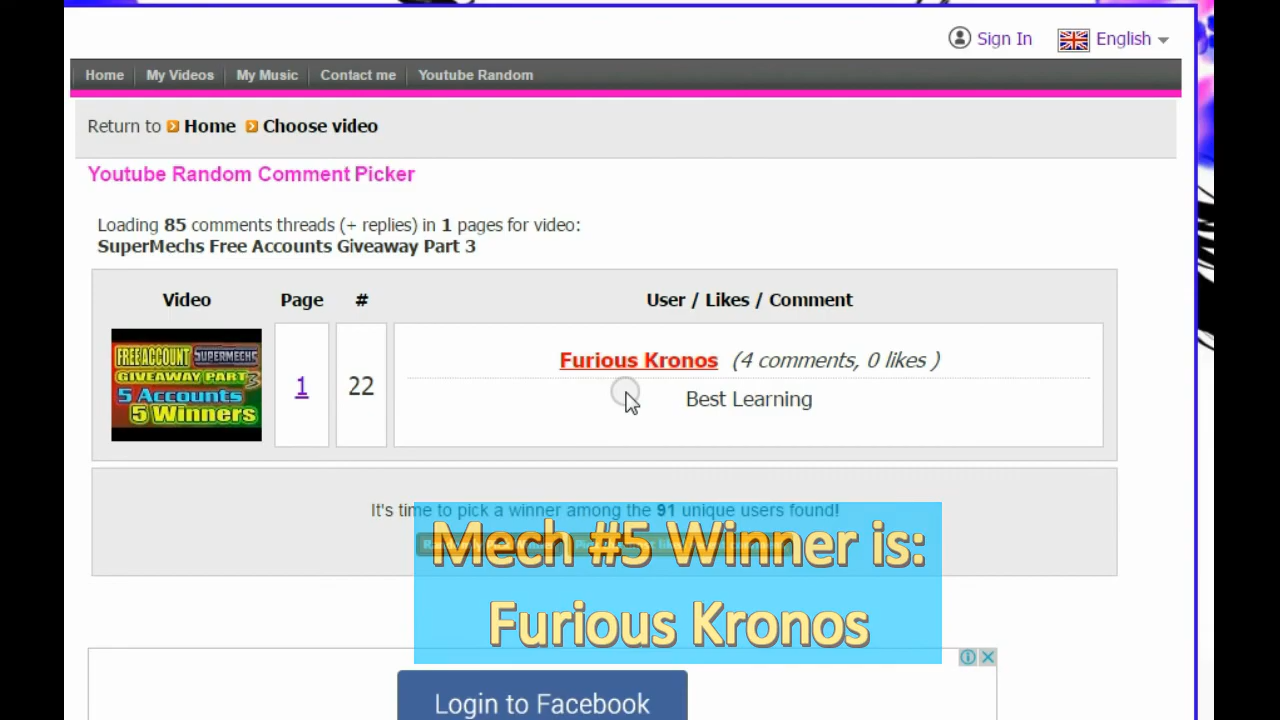 Sign In English
Home My Videos My Music Contact me Youtube Random
Return to Home Choose video
Youtube Random Comment Picker
Loading 85 comments threads (+ replies) in 1 pages for video:
SuperMechs Free Accounts Giveaway Part 3
Video Page # User / Likes / Comment
FREE ACCOUNT SUPERMECHS
GIVEAWAY PART 3
5 Accounts
5 Winners
1 22
Furious Kronos (4 comments, 0 likes )
Best Learning
It's time to pick a winner among the 91 unique users found!
Mech #5 Winner is:
Furious Kronos
Login to Facebook